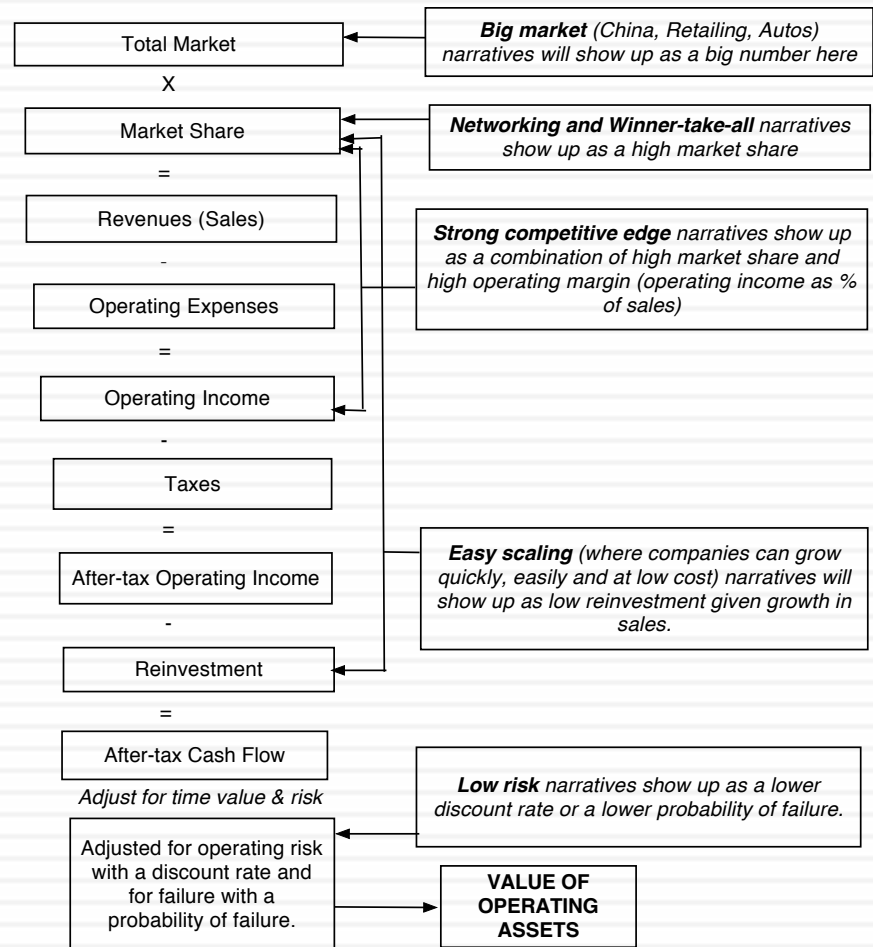 Total Market
Big market (China, Retailing, Autos)
narratives will show up as a big number here
X
Market Share
Networking and Winner-take-all narratives
show up as a high market share
=
Revenues (Sales)
Strong competitive edge narratives show up
as a combination of high market share and
high operating margin (operating income as %
of sales)
-
Operating Expenses
=
Operating Income
-
Taxes
=
After-tax Operating Income
Easy scaling (where companies can grow
quickly, easily and at low cost) narratives will
show up as low reinvestment given growth in
sales.
-
Reinvestment
=
After-tax Cash Flow
Low risk narratives show up as a lower
discount rate or a lower probability of failure.
Adjust for time value & risk
Adjusted for operating risk
with a discount rate and
for failure with a
probability of failure.
VALUE OF
OPERATING
ASSETS